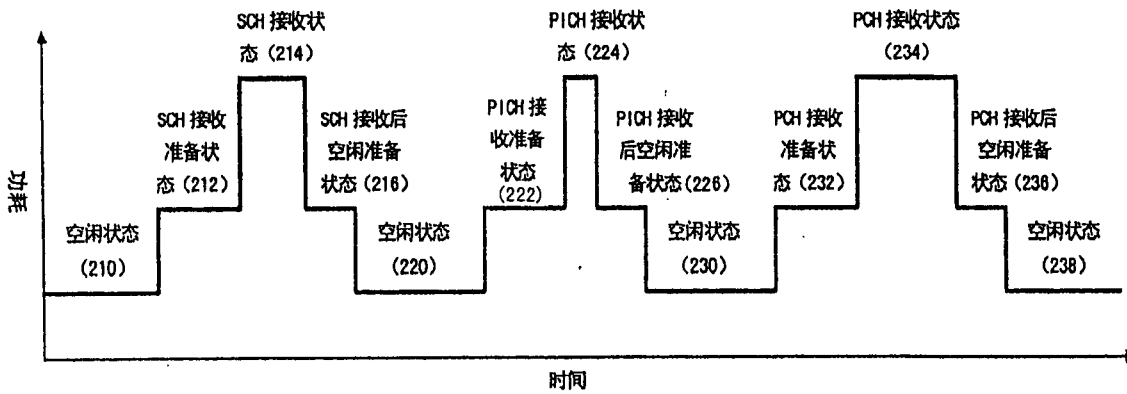 SCH 接收状
态（214）
PICH 接收状
态（224）
PCH 接收状态
（234）
SCH 接收
准备状
态（212）
SCH 接收后
空闲准备
状态（216）
PICH 接
收准备
状态
(222)
PICH 接收
后空闲准
备状态(226)
PCH 接收
准备状
态（232）
PCH 接收后
空闲准备
状态（236）
功耗
空闲状态
（210）
空闲状态
（220）
空闲状态
（230）
空闲状态
（238）
时间